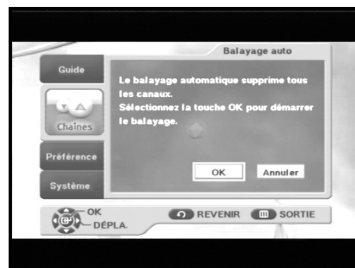 Balayage auto
Guide
Chaînes
Préférence
Système
Le balayage automatique supprime tous
les canaux.
Sélectionnez la touche OK pour démarrer
le balayage.
OK
Annuler
OK
DÉPLA.
REVENIR
SORTIE